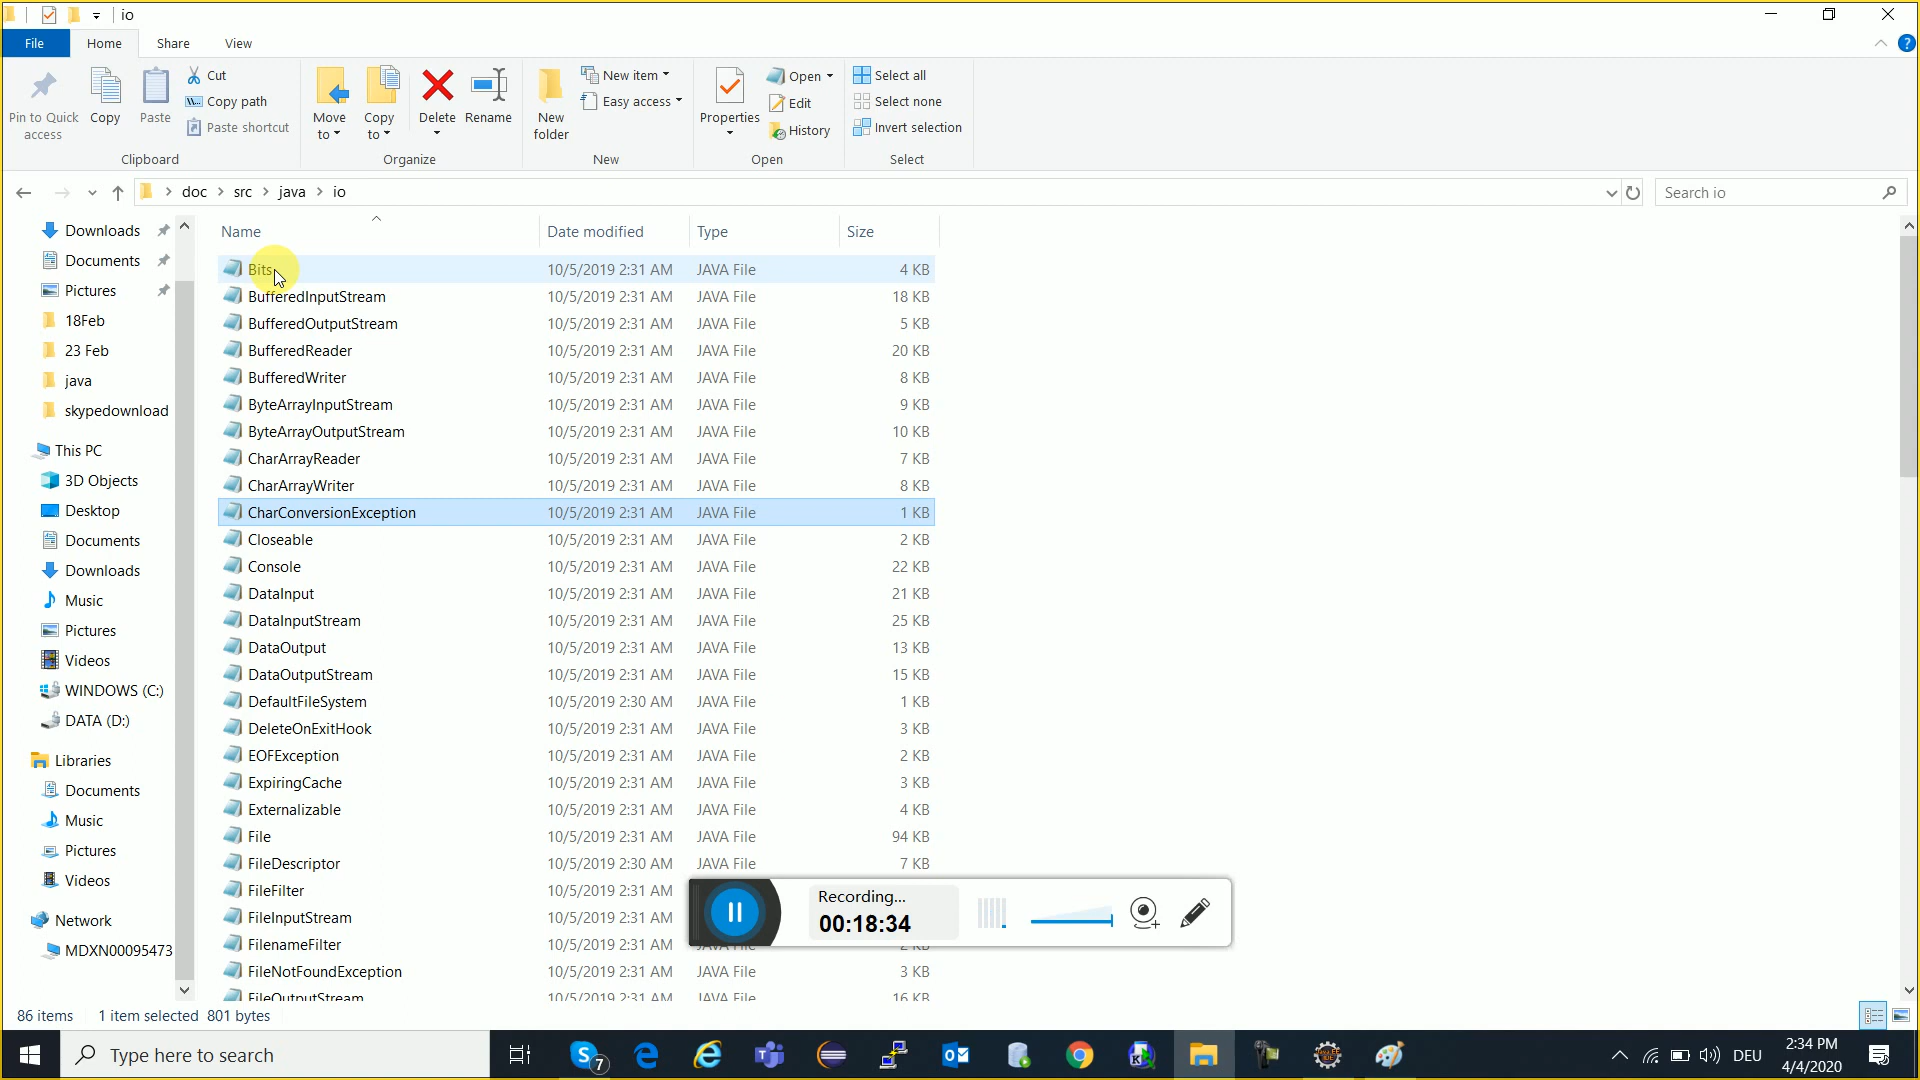 io
File Home Share View
Pin to Quick access
Copy
Paste
Cut
Copy path
Paste shortcut
Clipboard
Move to
Copy to
Delete
Rename
Organize
New folder
New item
Easy access
New
Properties
Open
Edit
History
Open
Select all
Select none
Invert selection
Select
doc src java io
Search io
Downloads
Documents
Pictures
18Feb
23 Feb
java
skypedownload
This PC
3D Objects
Desktop
Documents
Downloads
Music
Pictures
Videos
WINDOWS (C:)
DATA (D:)
Libraries
Documents
Music
Pictures
Videos
Network
MDXN00095473
Name Date modified Type Size
Bits 10/5/2019 2:31 AM JAVA File 4 KB
BufferedInputStream 10/5/2019 2:31 AM JAVA File 18 KB
BufferedOutputStream 10/5/2019 2:31 AM JAVA File 5 KB
BufferedReader 10/5/2019 2:31 AM JAVA File 20 KB
BufferedWriter 10/5/2019 2:31 AM JAVA File 8 KB
ByteArrayInputStream 10/5/2019 2:31 AM JAVA File 9 KB
ByteArrayOutputStream 10/5/2019 2:31 AM JAVA File 10 KB
CharArrayReader 10/5/2019 2:31 AM JAVA File 7 KB
CharArrayWriter 10/5/2019 2:31 AM JAVA File 8 KB
CharConversionException 10/5/2019 2:31 AM JAVA File 1 KB
Closeable 10/5/2019 2:31 AM JAVA File 2 KB
Console 10/5/2019 2:31 AM JAVA File 22 KB
DataInput 10/5/2019 2:31 AM JAVA File 21 KB
DataInputStream 10/5/2019 2:31 AM JAVA File 25 KB
DataOutput 10/5/2019 2:31 AM JAVA File 13 KB
DataOutputStream 10/5/2019 2:31 AM JAVA File 15 KB
DefaultFileSystem 10/5/2019 2:30 AM JAVA File 1 KB
DeleteOnExitHook 10/5/2019 2:31 AM JAVA File 3 KB
EOFException 10/5/2019 2:31 AM JAVA File 2 KB
ExpiringCache 10/5/2019 2:31 AM JAVA File 3 KB
Externalizable 10/5/2019 2:31 AM JAVA File 4 KB
File 10/5/2019 2:31 AM JAVA File 94 KB
FileDescriptor 10/5/2019 2:30 AM JAVA File 7 KB
FileFilter 10/5/2019 2:31 AM
FileInputStream 10/5/2019 2:31 AM
FilenameFilter 10/5/2019 2:31 AM JAVA File 2 KB
FileNotFoundException 10/5/2019 2:31 AM JAVA File 3 KB
FileOutputStream 10/5/2019 2:31 AM JAVA File 16 KB
Recording...
00:18:34
86 items 1 item selected 801 bytes
Type here to search
7
DEU
2:34 PM
4/4/2020